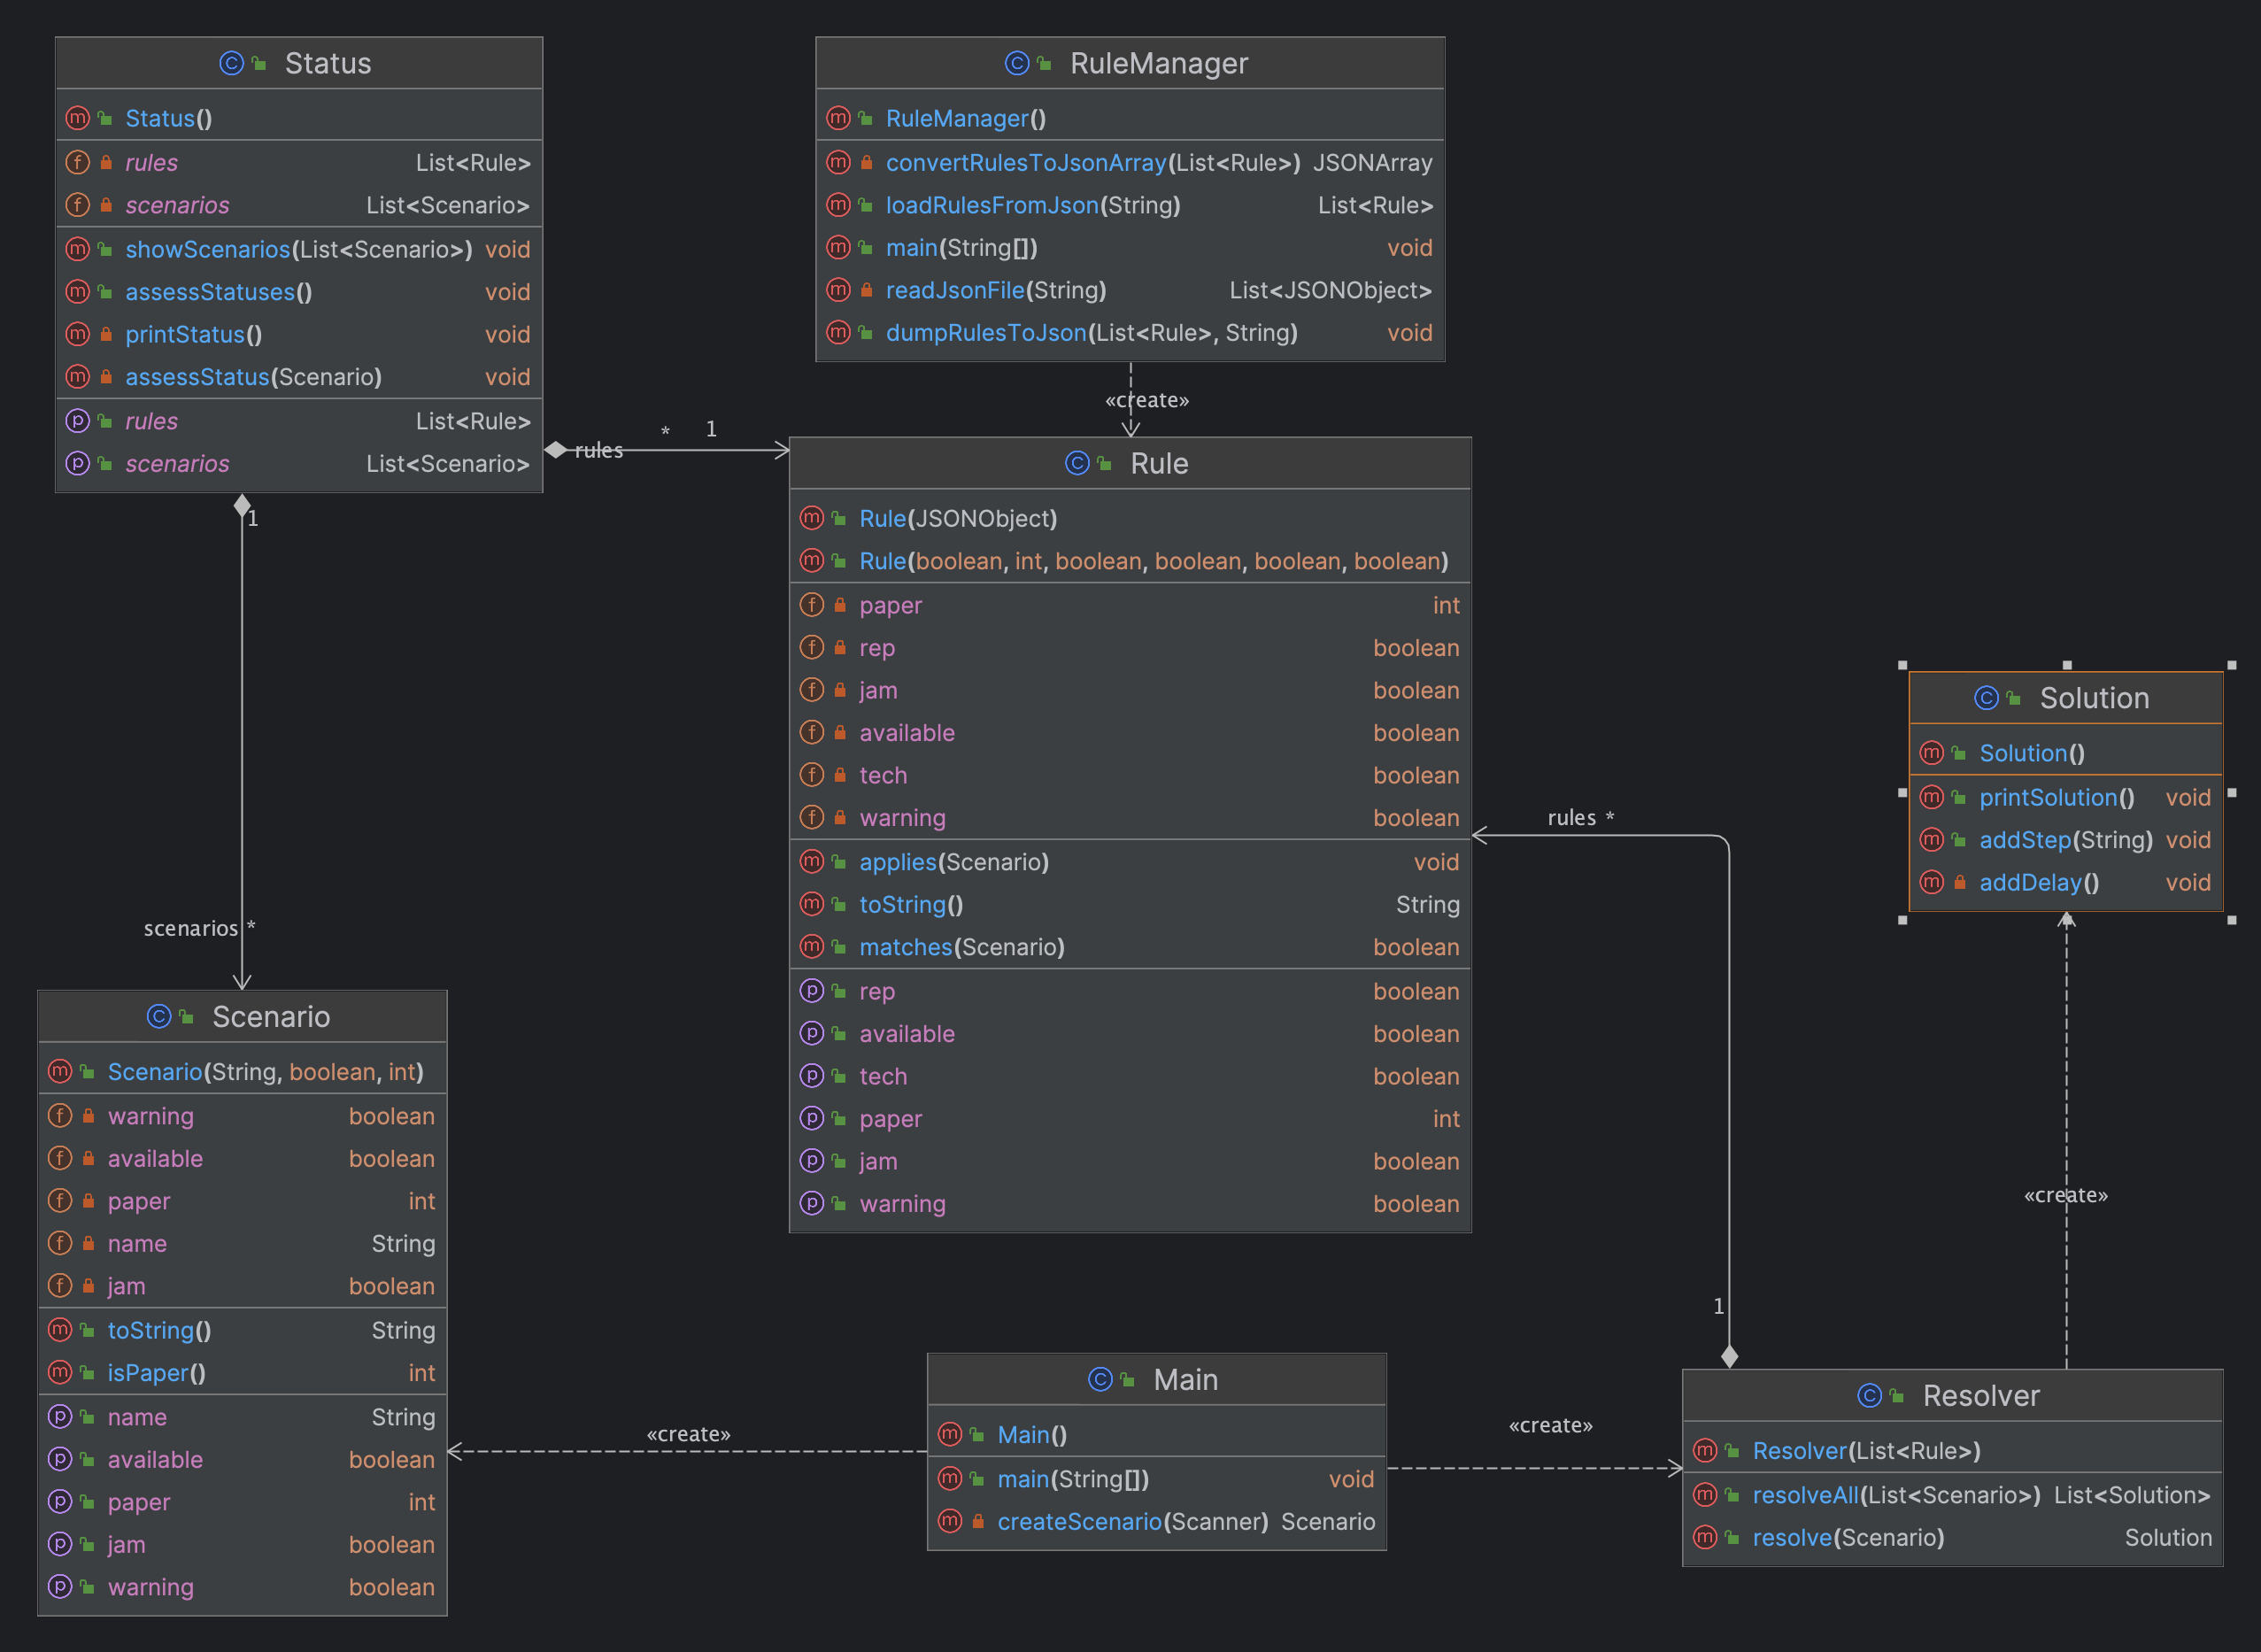 Status
Status()
rules List<Rule>
scenarios List<Scenario>
showScenarios(List<Scenario>) void
assessStatuses() void
printStatus() void
assessStatus(Scenario) void
rules List<Rule>
scenarios List<Scenario>
RuleManager
RuleManager()
convertRulesToJsonArray(List<Rule>) JSONArray
loadRulesFromJson(String) List<Rule>
main(String[]) void
readJsonFile(String) List<JSONObject>
dumpRulesToJson(List<Rule>, String) void
«create»
rules * 1
1
scenarios *
Rule
Rule(JSONObject)
Rule(boolean, int, boolean, boolean, boolean, boolean)
paper int
rep boolean
jam boolean
available boolean
tech boolean
warning boolean
applies(Scenario) void
toString() String
matches(Scenario) boolean
rep boolean
available boolean
tech boolean
paper int
jam boolean
warning boolean
rules *
1
Solution
Solution()
printSolution() void
addStep(String) void
addDelay() void
«create»
Scenario
Scenario(String, boolean, int)
warning boolean
available boolean
paper int
name String
jam boolean
toString() String
isPaper() int
name String
available boolean
paper int
jam boolean
warning boolean
«create»
Main
Main()
main(String[]) void
createScenario(Scanner) Scenario
«create»
Resolver
Resolver(List<Rule>)
resolveAll(List<Scenario>) List<Solution>
resolve(Scenario) Solution